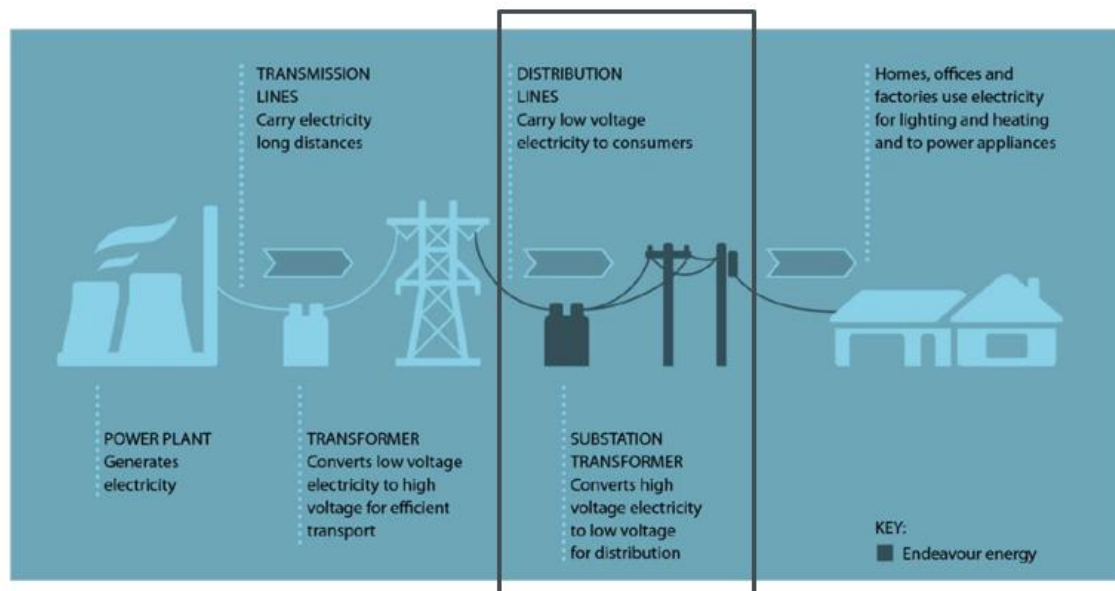 TRANSMISSION
LINES
Carry electricity
long distances
DISTRIBUTION
LINES
Carry low voltage
electricity to consumers
Homes, offices and
factories use electricity
for lighting and heating
and to power appliances
POWER PLANT
Generates
electricity
TRANSFORMER
Converts low voltage
electricity to high
voltage for efficient
transport
SUBSTATION
TRANSFORMER
Converts high
voltage electricity
to low voltage
for distribution
KEY:
Endeavour energy